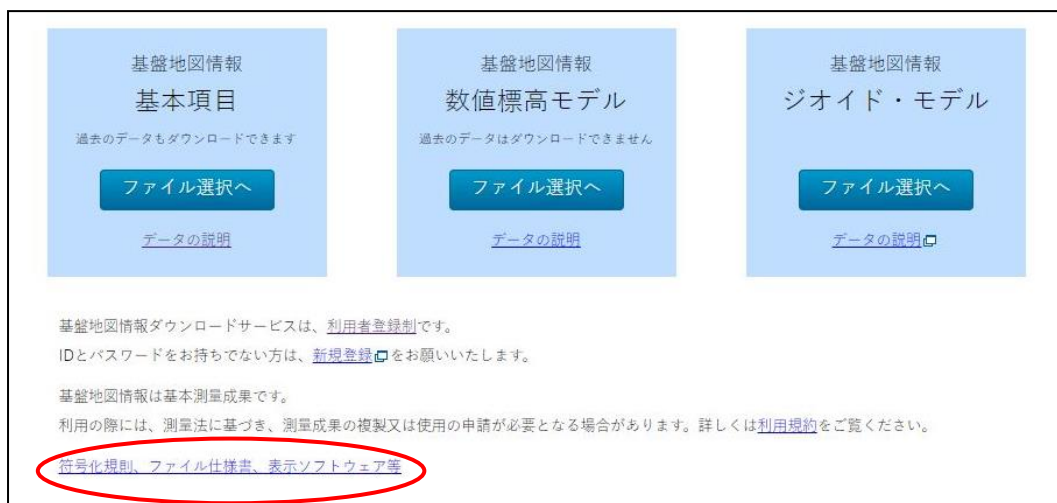 基盤地図情報
基本項目
過去のデータもダウンロードできます
ファイル選択へ
データの説明
基盤地図情報
数値標高モデル
過去のデータはダウンロードできません
ファイル選択へ
データの説明
基盤地図情報
ジオイド・モデル
ファイル選択へ
データの説明
基盤地図情報ダウンロードサービスは、利用者登録制です。
IDとパスワードをお持ちでない方は、新規登録をお願いいたします。
基盤地図情報は基本測量成果です。
利用の際には、測量法に基づき、測量成果の複製又は使用の申請が必要となる場合があります。詳しくは利用規約をご覧ください。
符号化規則、ファイル仕様書、表示ソフトウェア等